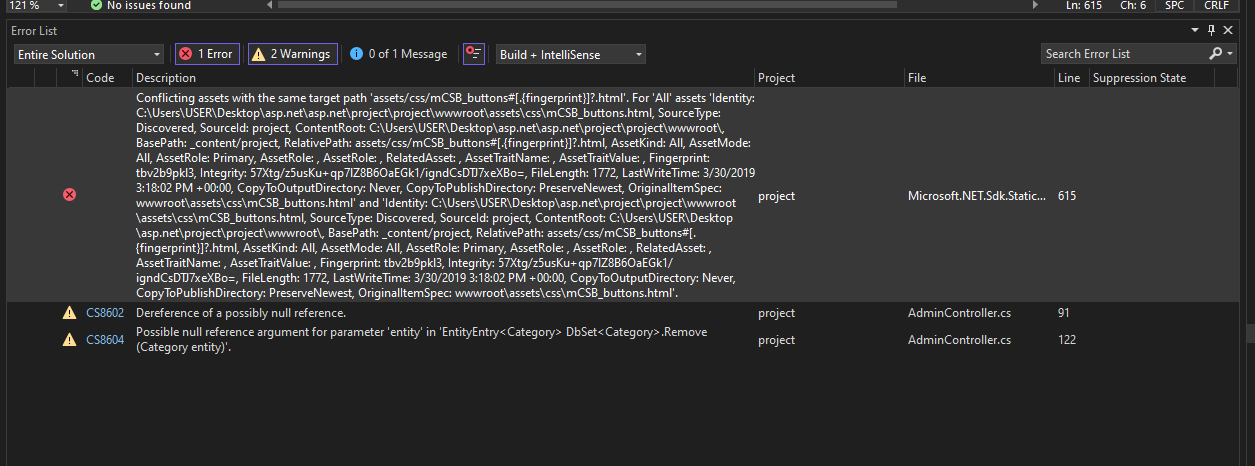 121 %
No issues found
Ln: 615
Ch: 6
SPC
CRLF
Error List
Entire Solution
1 Error
2 Warnings
0 of 1 Message
Build + IntelliSense
Search Error List
Code
Description
Project
File
Line
Suppression State
Conflicting assets with the same target path 'assets/css/mCSB_buttons#[.{fingerprint}]?.html'. For 'All' assets 'Identity:
C:\Users\USER\Desktop\asp.net\asp.net\project\project\wwwroot\assets\css\mCSB_buttons.html, SourceType:
Discovered, SourceId: project, ContentRoot: C:\Users\USER\Desktop\asp.net\asp.net\project\project\wwwroot\,
BasePath: _content/project, RelativePath: assets/css/mCSB_buttons#[.{fingerprint}]?.html, AssetKind: All, AssetMode:
All, AssetRole: Primary, AssetRole: , AssetRole: , RelatedAsset: , AssetTraitName: , AssetTraitValue: , Fingerprint:
tbv2b9pkl3, Integrity: 57Xtg/z5usKu+qp7IZ8B6OaEGk1/igndCsDTJ7xeXBo=, FileLength: 1772, LastWriteTime: 3/30/2019
3:18:02 PM +00:00, CopyToOutputDirectory: Never, CopyToPublishDirectory: PreserveNewest, OriginalItemSpec:
wwwroot\assets\css\mCSB_buttons.html' and 'Identity: C:\Users\USER\Desktop\asp.net\project\project\wwwroot
\assets\css\mCSB_buttons.html, SourceType: Discovered, SourceId: project, ContentRoot: C:\Users\USER\Desktop
\asp.net\project\project\wwwroot\, BasePath: _content/project, RelativePath: assets/css/mCSB_buttons#[.
{fingerprint}]?.html, AssetKind: All, AssetMode: All, AssetRole: Primary, AssetRole: , AssetRole: , RelatedAsset: ,
AssetTraitName: , AssetTraitValue: , Fingerprint: tbv2b9pkl3, Integrity: 57Xtg/z5usKu+qp7IZ8B6OaEGk1/
igndCsDTJ7xeXBo=, FileLength: 1772, LastWriteTime: 3/30/2019 3:18:02 PM +00:00, CopyToOutputDirectory: Never,
CopyToPublishDirectory: PreserveNewest, OriginalItemSpec: wwwroot\assets\css\mCSB_buttons.html'.
project
Microsoft.NET.Sdk.Static...
615
CS8602
Dereference of a possibly null reference.
project
AdminController.cs
91
CS8604
Possible null reference argument for parameter 'entity' in 'EntityEntry<Category> DbSet<Category>.Remove
(Category entity)'.
project
AdminController.cs
122